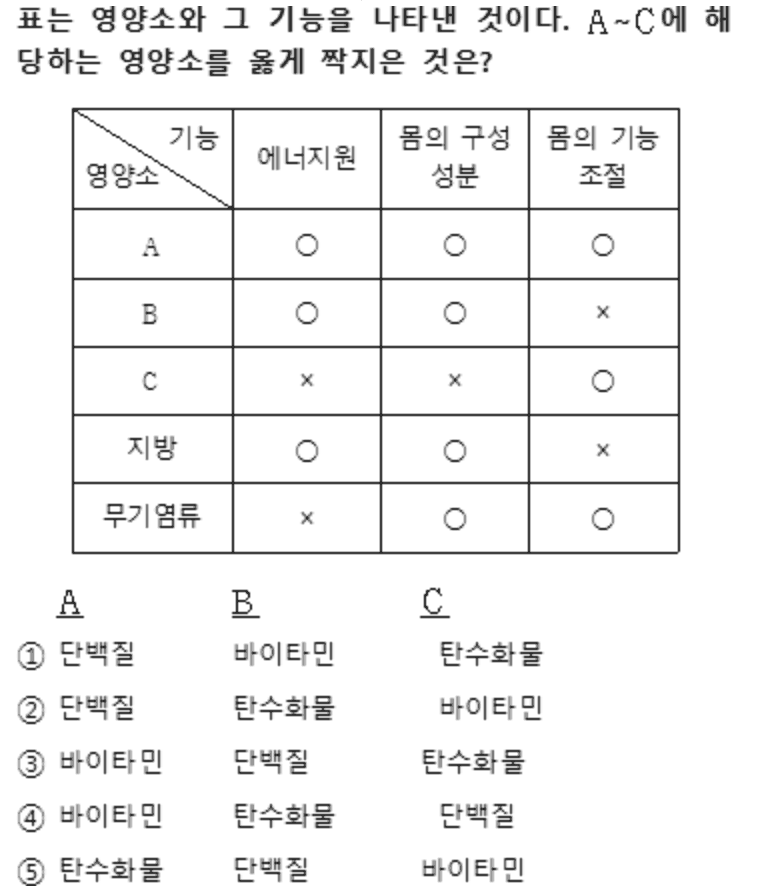 표는 영양소와 그 기능을 나타낸 것이다. A~C에 해
당하는 영양소를 옳게 짝지은 것은?
기능
영양소
에너지원
몸의 구성
성분
몸의 기능
조절
A ○ ○ ○
B ○ ○ ×
C × × ○
지방 ○ ○ ×
무기염류 × ○ ○
A B C
① 단백질 바이타민 탄수화물
② 단백질 탄수화물 바이타민
③ 바이타민 단백질 탄수화물
④ 바이타민 탄수화물 단백질
⑤ 탄수화물 단백질 바이타민